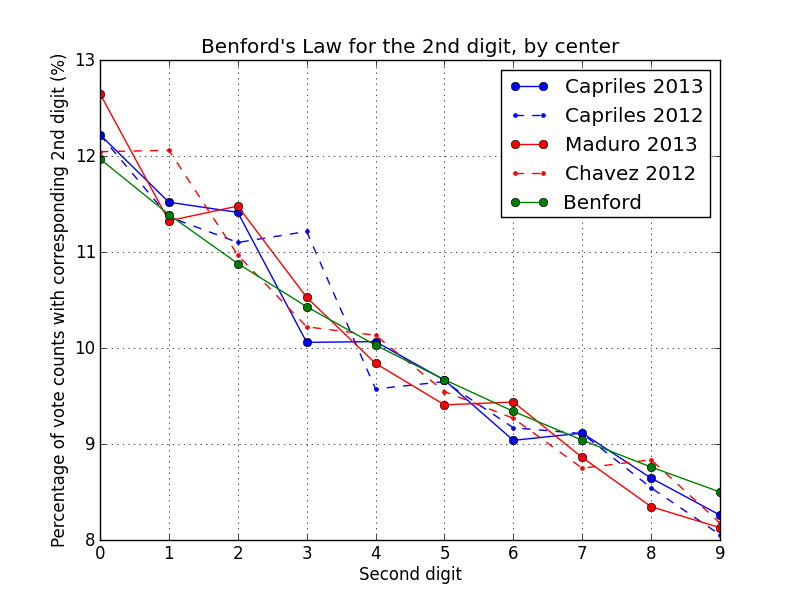 Benford's Law for the 2nd digit, by center
Percentage of vote counts with corresponding 2nd digit (%)
13
12
11
10
9
8
Capriles 2013
Capriles 2012
Maduro 2013
Chavez 2012
Benford
0 1 2 3 4 5 6 7 8 9
Second digit